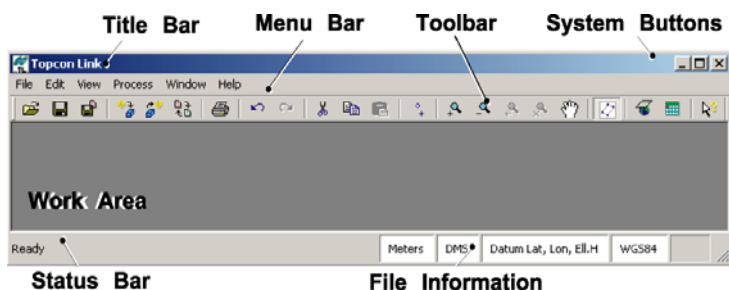 Title Bar Menu Bar Toolbar System Buttons
Topcon Link
File Edit View Process Window Help
Work Area
Ready Meters DMS Datum Lat, Lon, Ell.H WGS84
Status Bar File Information